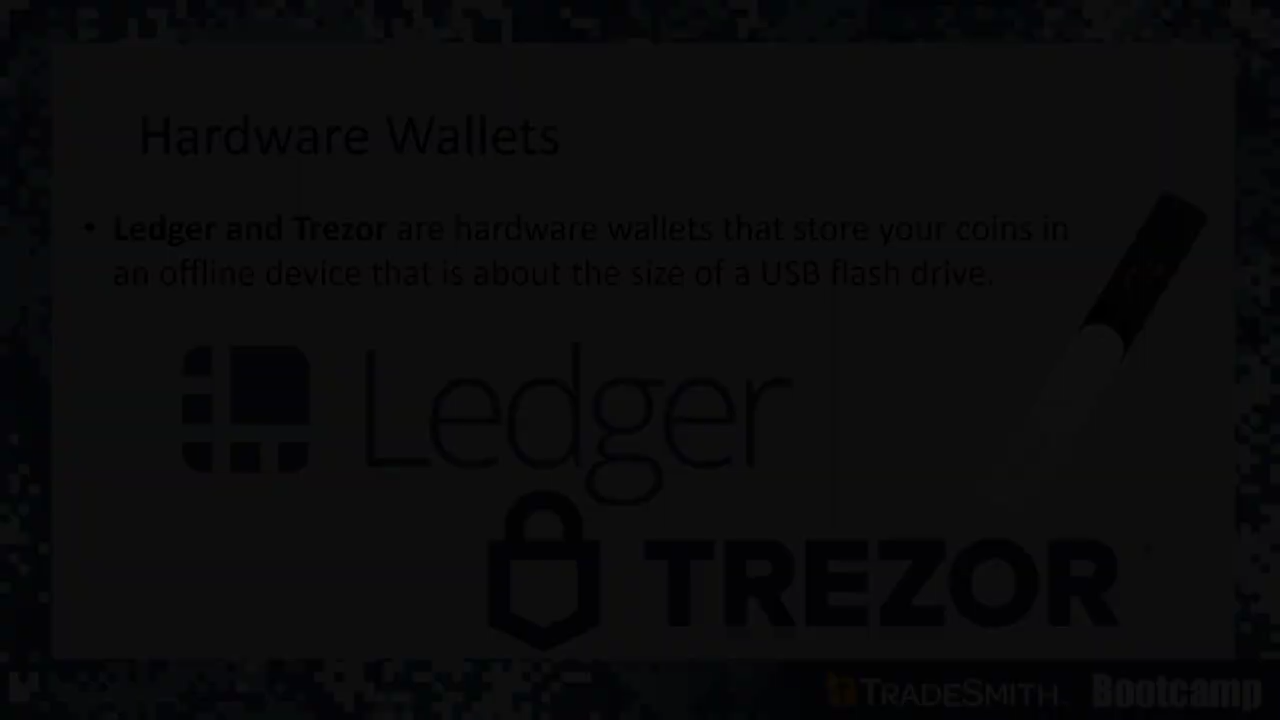 Hardware Wallets
• Ledger and Trezor are hardware wallets that store your coins in
an offline device that is about the size of a USB flash drive.
Ledger
TREZOR
TRADESMITH Bootcamp